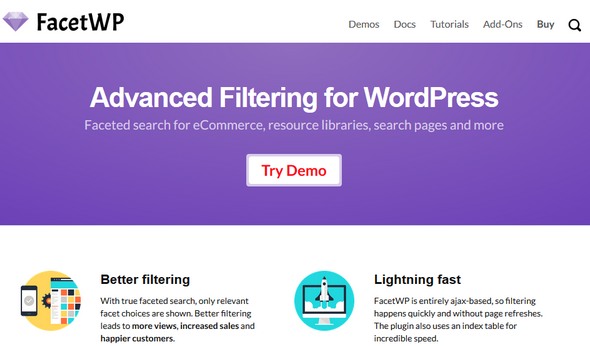 FacetWP
Demos Docs Tutorials Add-Ons Buy
Advanced Filtering for WordPress
Faceted search for eCommerce, resource libraries, search pages and more
Try Demo
Better filtering
With true faceted search, only relevant
facet choices are shown. Better filtering
leads to more views, increased sales and
happier customers.
Lightning fast
FacetWP is entirely ajax-based, so filtering
happens quickly and without page refreshes.
The plugin also uses an index table for
incredible speed.